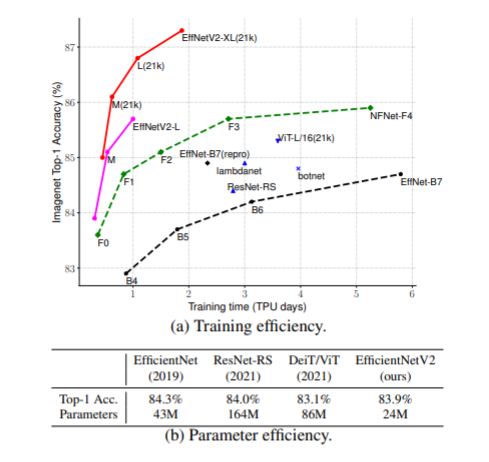 EffNetV2-XL(21k)
L(21k)
M(21k)
EffNetV2-L
NFNet-F4
F3
ViT-L/16(21k)
M
F2
EffNet-B7(repro)
lambdanet
botnet
F1
EffNet-B7
ResNet-RS
B6
F0
B5
B4
87
86
85
84
83
Imagenet Top-1 Accuracy (%)
1 2 3 4 5 6
Training time (TPU days)
(a) Training efficiency.
EfficientNet ResNet-RS DeiT/ViT EfficientNetV2
(2019) (2021) (2021) (ours)
Top-1 Acc. 84.3% 84.0% 83.1% 83.9%
Parameters 43M 164M 86M 24M
(b) Parameter efficiency.